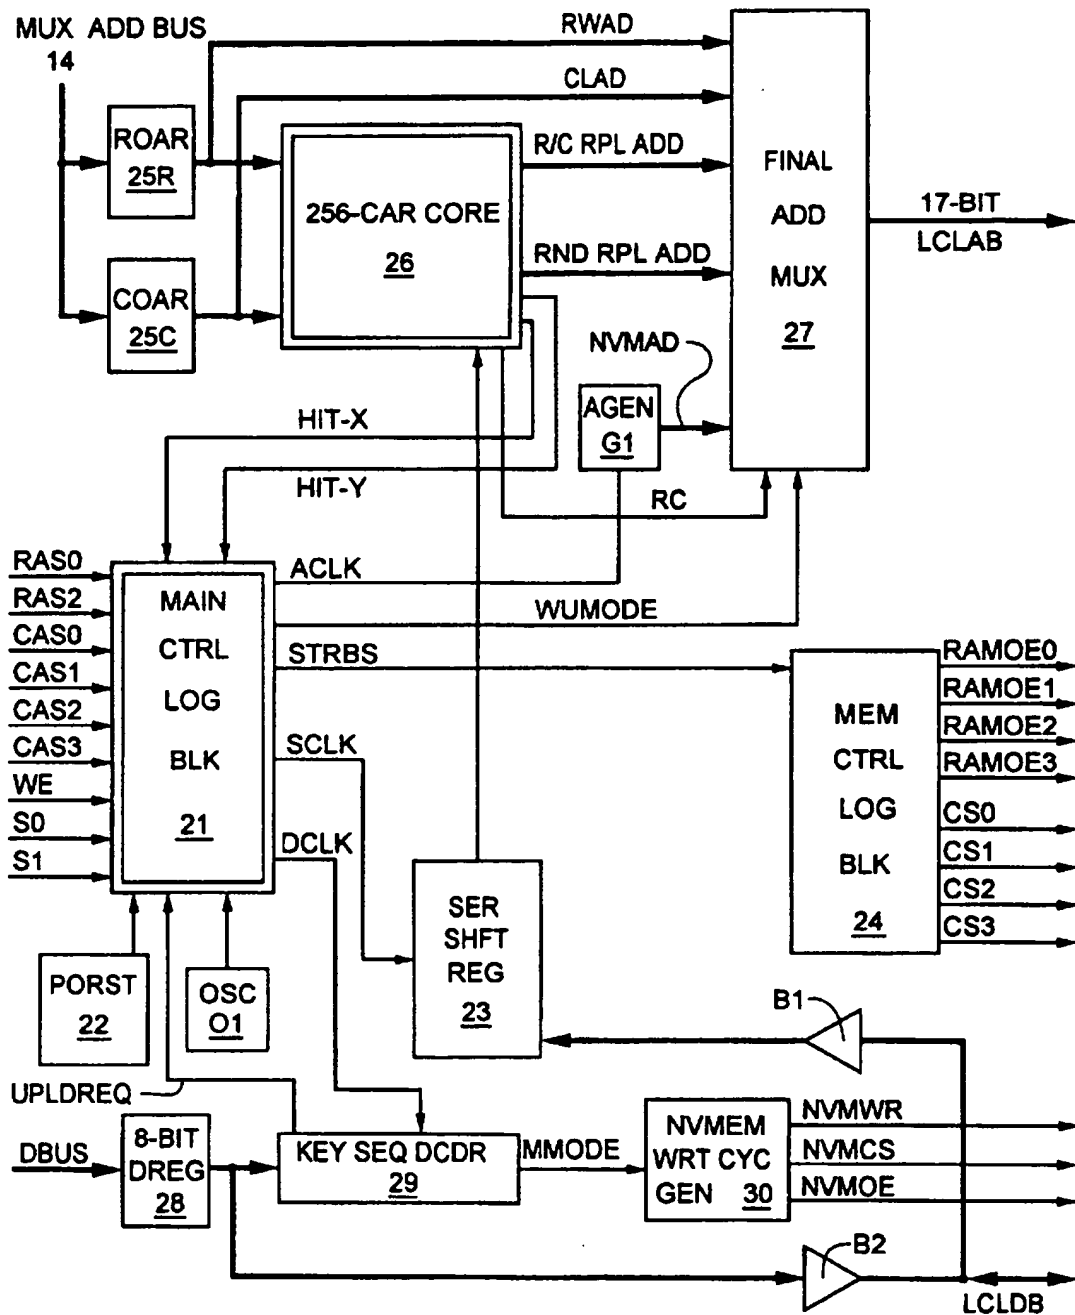 MUX ADD BUS
14
RWAD
CLAD
ROAR
25R
COAR
25C
256-CAR CORE
26
R/C RPL ADD
RND RPL ADD
FINAL
ADD
MUX
27
17-BIT
LCLAB
NVMAD
AGEN
G1
HIT-X
HIT-Y
RC
RAS0
RAS2
CAS0
CAS1
CAS2
CAS3
WE
S0
S1
MAIN
CTRL
LOG
BLK
21
ACLK
WUMODE
STRBS
SCLK
DCLK
MEM
CTRL
LOG
BLK
24
RAMOE0
RAMOE1
RAMOE2
RAMOE3
CS0
CS1
CS2
CS3
PORST
22
OSC
O1
SER
SHFT
REG
23
B1
UPLDREQ
DBUS
8-BIT
DREG
28
KEY SEQ DCDR
29
MMODE
NVMEM
WRT CYC
GEN 30
NVMWR
NVMCS
NVMOE
B2
LCLDB